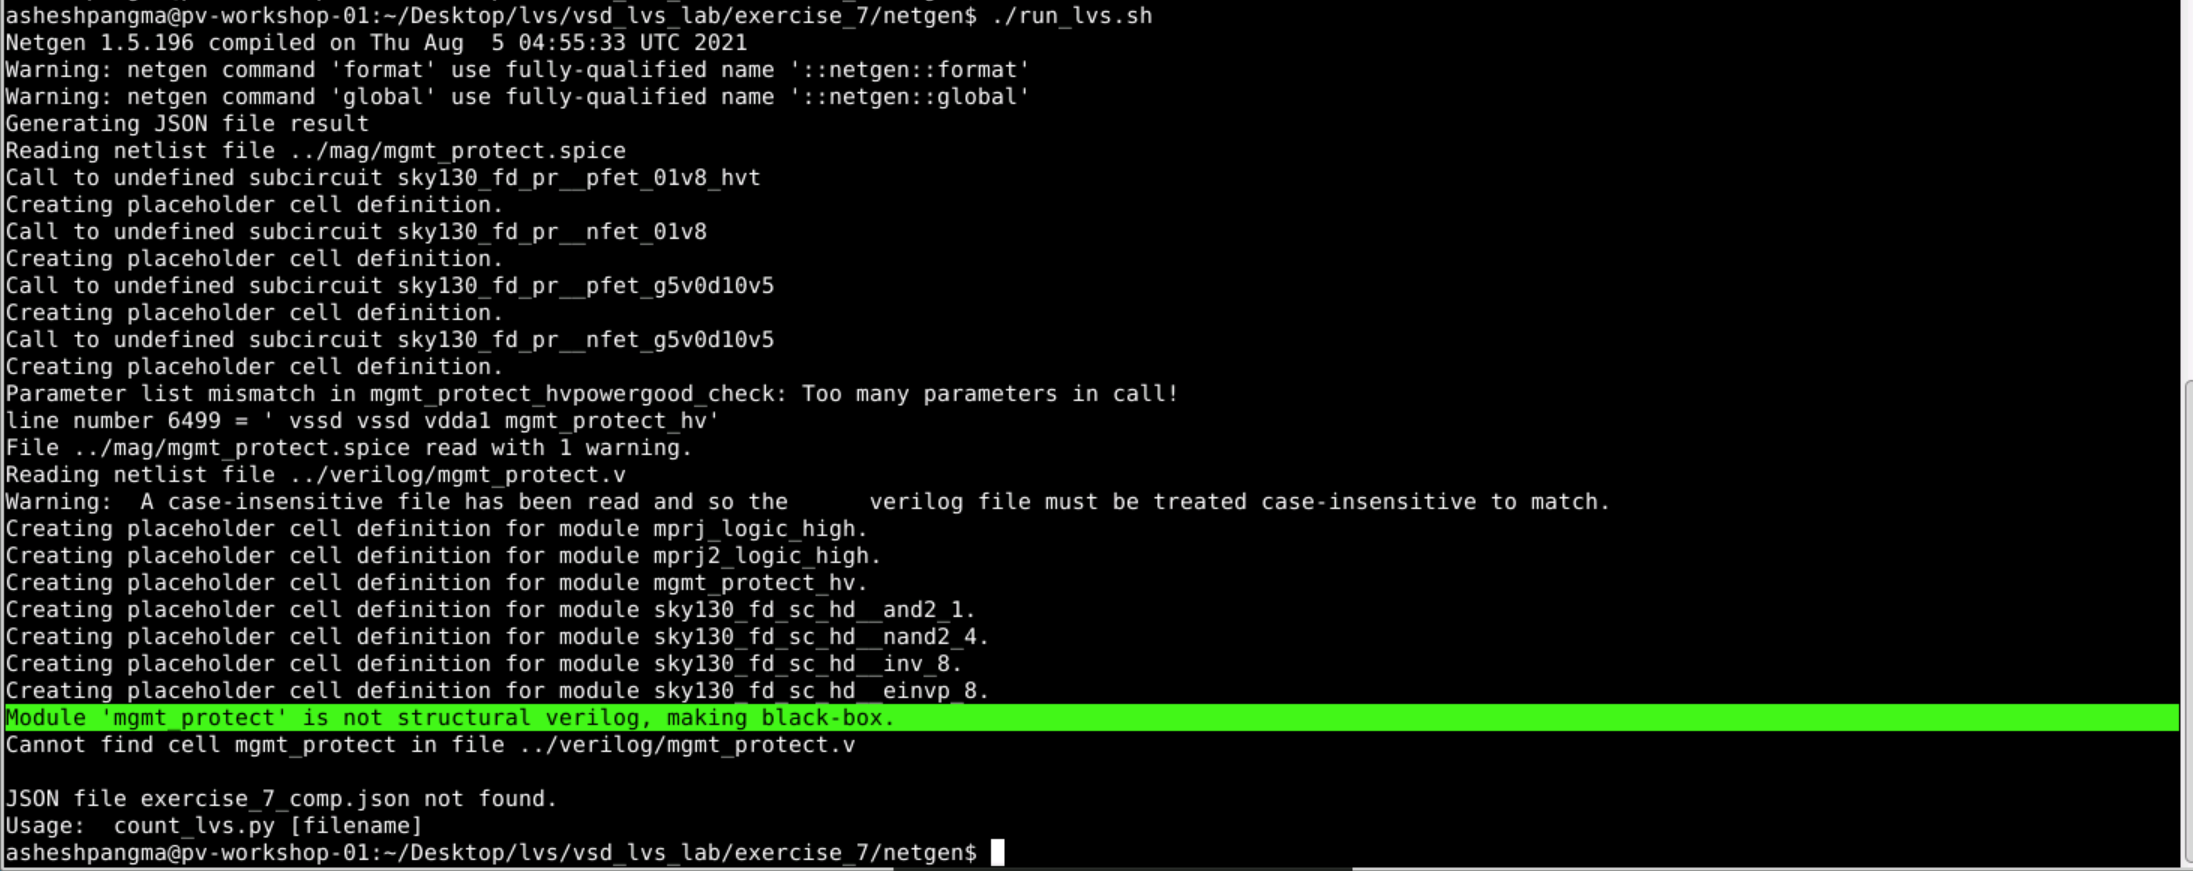 asheshpangma@pv-workshop-01:~/Desktop/lvs/vsd_lvs_lab/exercise_7/netgen$ ./run_lvs.sh
Netgen 1.5.196 compiled on Thu Aug  5 04:55:33 UTC 2021
Warning: netgen command 'format' use fully-qualified name '::netgen::format'
Warning: netgen command 'global' use fully-qualified name '::netgen::global'
Generating JSON file result
Reading netlist file ../mag/mgmt_protect.spice
Call to undefined subcircuit sky130_fd_pr__pfet_01v8_hvt
Creating placeholder cell definition.
Call to undefined subcircuit sky130_fd_pr__nfet_01v8
Creating placeholder cell definition.
Call to undefined subcircuit sky130_fd_pr__pfet_g5v0d10v5
Creating placeholder cell definition.
Call to undefined subcircuit sky130_fd_pr__nfet_g5v0d10v5
Creating placeholder cell definition.
Parameter list mismatch in mgmt_protect_hvpowergood_check: Too many parameters in call!
line number 6499 = ' vssd vssd vdda1 mgmt_protect_hv'
File ../mag/mgmt_protect.spice read with 1 warning.
Reading netlist file ../verilog/mgmt_protect.v
Warning:  A case-insensitive file has been read and so the      verilog file must be treated case-insensitive to match.
Creating placeholder cell definition for module mprj_logic_high.
Creating placeholder cell definition for module mprj2_logic_high.
Creating placeholder cell definition for module mgmt_protect_hv.
Creating placeholder cell definition for module sky130_fd_sc_hd__and2_1.
Creating placeholder cell definition for module sky130_fd_sc_hd__nand2_4.
Creating placeholder cell definition for module sky130_fd_sc_hd__inv_8.
Creating placeholder cell definition for module sky130_fd_sc_hd__einvp_8.
Module 'mgmt_protect' is not structural verilog, making black-box.
Cannot find cell mgmt_protect in file ../verilog/mgmt_protect.v
JSON file exercise_7_comp.json not found.
Usage:  count_lvs.py [filename]
asheshpangma@pv-workshop-01:~/Desktop/lvs/vsd_lvs_lab/exercise_7/netgen$